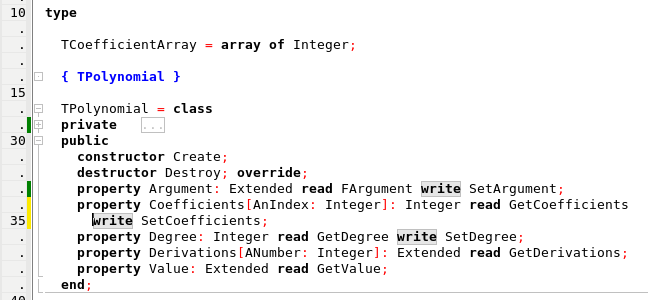 10 type
. TCoefficientArray = array of Integer;
.
. { TPolynomial }
15
. TPolynomial = class
. private ...
30 public
. constructor Create;
. destructor Destroy; override;
. property Argument: Extended read FArgument write SetArgument;
. property Coefficients[AnIndex: Integer]: Integer read GetCoefficients
35 write SetCoefficients;
. property Degree: Integer read GetDegree write SetDegree;
. property Derivations[ANumber: Integer]: Extended read GetDerivations;
. property Value: Extended read GetValue;
. end;
40